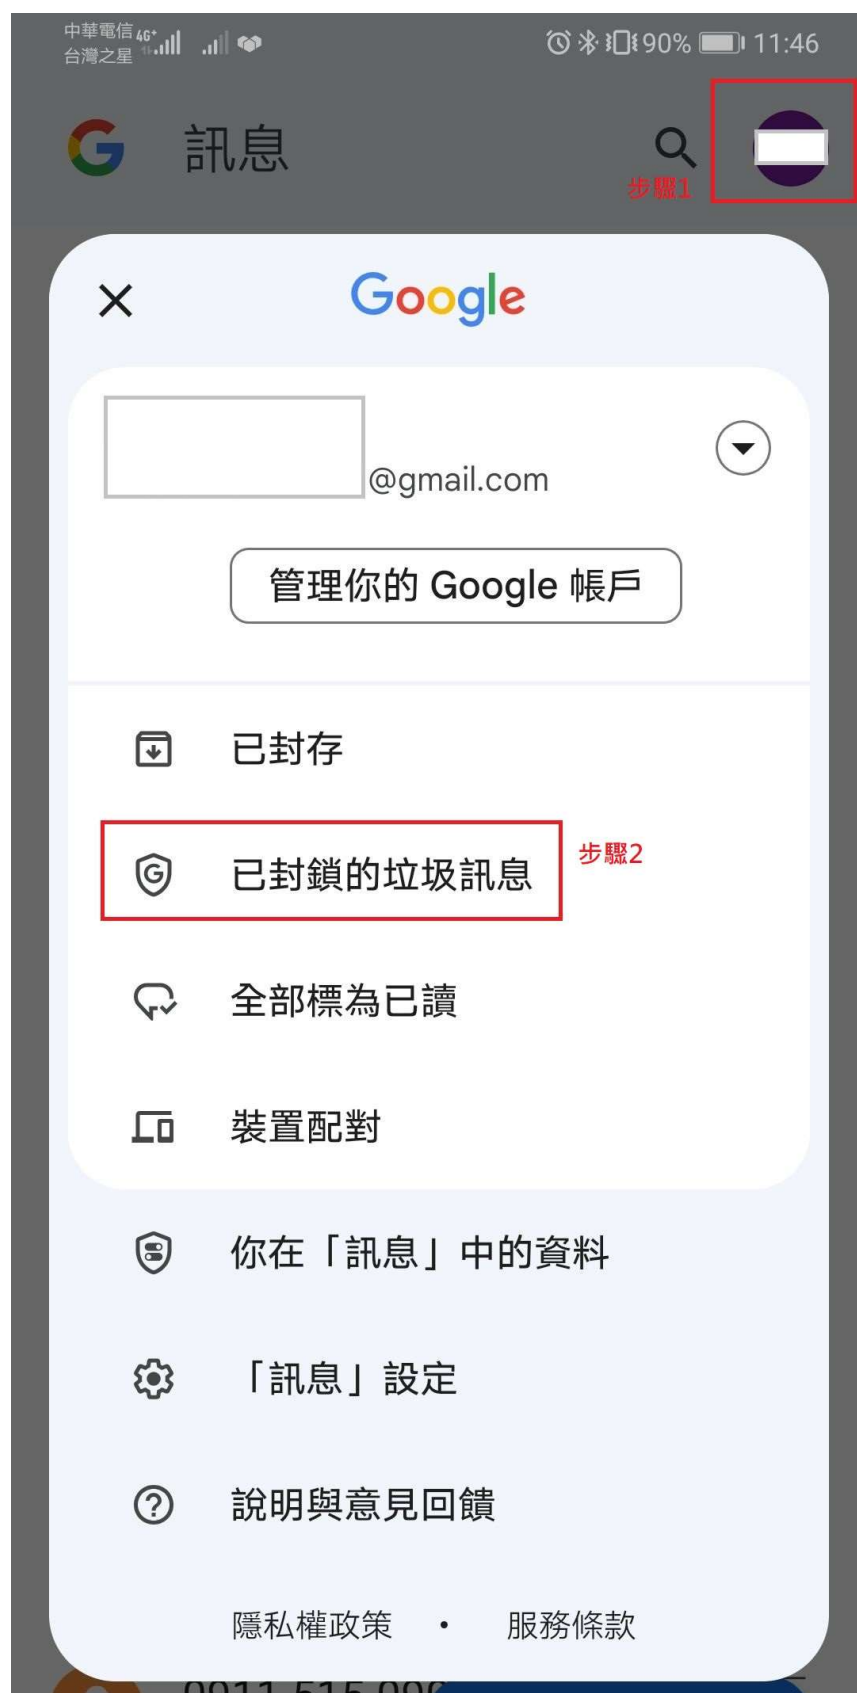 中華電信 4G+
台灣之星
90% 11:46
訊息
步驟1
Google
@gmail.com
管理你的 Google 帳戶
已封存
已封鎖的垃圾訊息
步驟2
全部標為已讀
裝置配對
你在「訊息」中的資料
「訊息」設定
說明與意見回饋
隱私權政策 • 服務條款